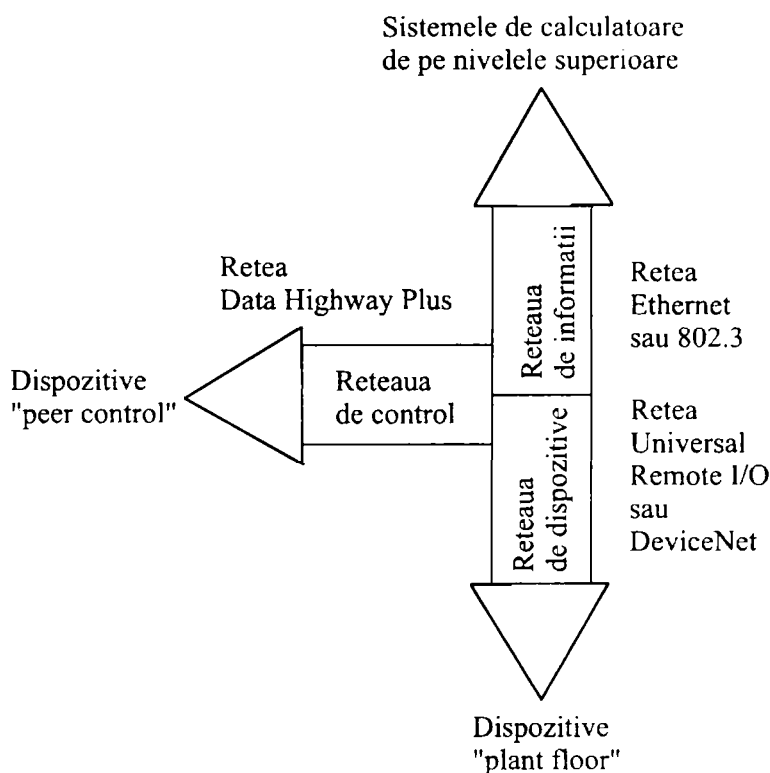 Sistemele de calculatoare
de pe nivelele superioare
Retea
Data Highway Plus
Reteaua
de informatii
Retea
Ethernet
sau 802.3
Dispozitive
"peer control"
Reteaua
de control
Reteaua
de dispozitive
Retea
Universal
Remote I/O
sau
DeviceNet
Dispozitive
"plant floor"